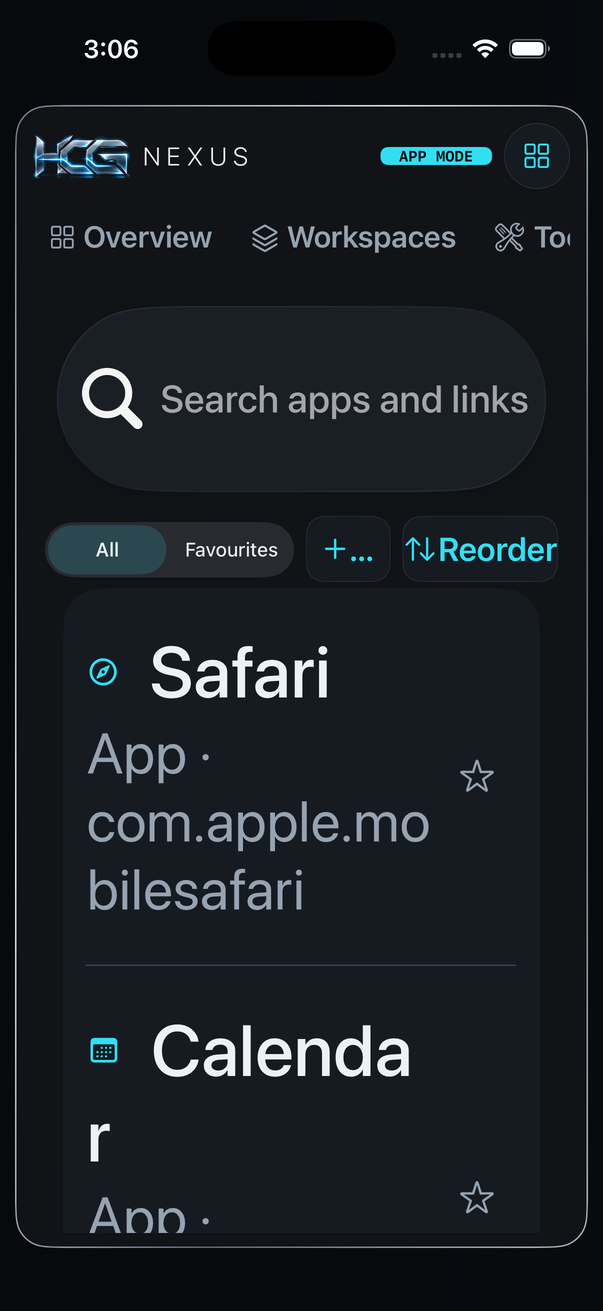 3:06
HCG NEXUS APP MODE
Overview Workspaces
Search apps and links
All Favourites +... Reorder
Safari
App ·
com.apple.mo
bilesafari
Calenda
r
App ·